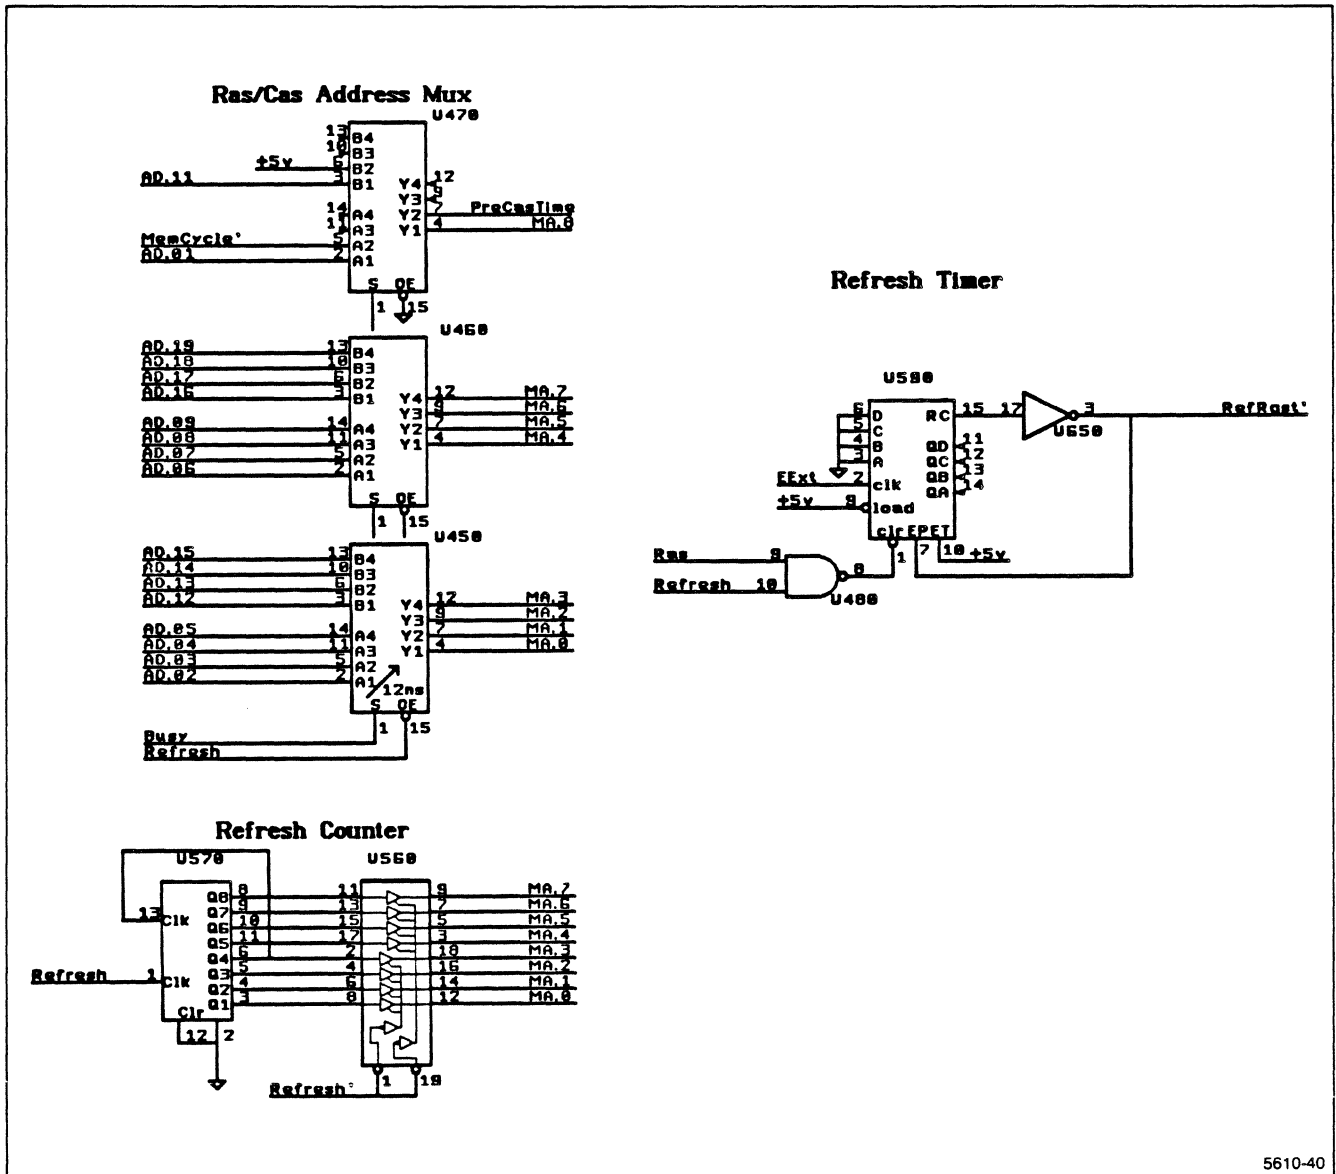 Ras/Cas Address Mux
U470
13 B4
10 B3
+5v 6 B2
AD.11 3 B1
Y4 12
Y3 9
Y2 7 PreCasTime
Y1 4 MA.8
14 A4
11 A3
MemCycle' 5 A2
AD.01 2 A1
S OE
1 15
U460
AD.19 13 B4
AD.18 10 B3
AD.17 6 B2
AD.16 3 B1
Y4 12 MA.7
Y3 9 MA.6
Y2 7 MA.5
Y1 4 MA.4
AD.09 14 A4
AD.08 11 A3
AD.07 5 A2
AD.06 2 A1
S OE
1 15
U450
AD.15 13 B4
AD.14 10 B3
AD.13 6 B2
AD.12 3 B1
Y4 12 MA.3
Y3 9 MA.2
Y2 7 MA.1
Y1 4 MA.0
AD.05 14 A4
AD.04 11 A3
AD.03 5 A2
AD.02 2 A1
12ns
S OE
1 15
Busy
Refresh
Refresh Timer
U590
6 D RC 15 17 3 RefRqst'
U650
5 C
4 B QD 11
3 A QC 12
QB 13
EExt 2 clk QA 14
+5v 9 load
clr EP ET
1 7 10 +5v
Ras 9
8
Refresh 10
U480
Refresh Counter
U570 U560
Q8 8 11 9 MA.7
Q7 9 13 7 MA.6
13 Clk
Q6 10 15 5 MA.5
Q5 11 17 3 MA.4
Q4 6 2 18 MA.3
Q3 5 4 16 MA.2
Refresh 1 Clk
Q2 4 6 14 MA.1
Q1 3 8 12 MA.0
Clr
12 2
1 19
Refresh'
5610-40